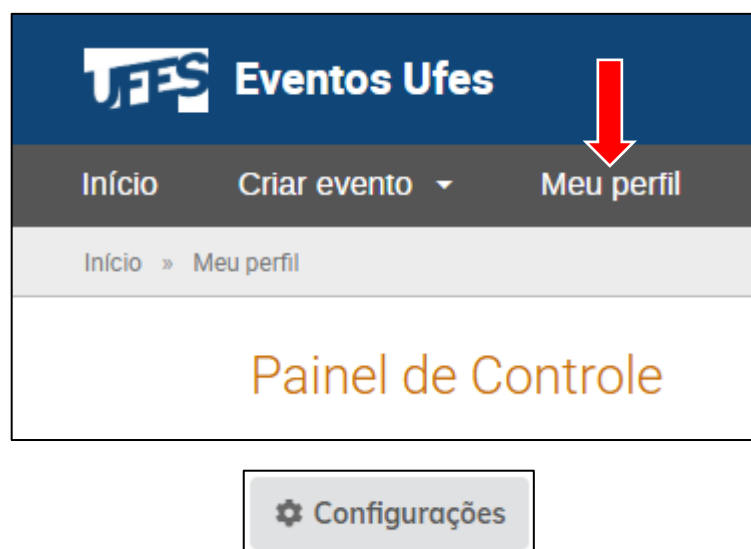 UFES Eventos Ufes
Início Criar evento Meu perfil
Início » Meu perfil
Painel de Controle
Configurações